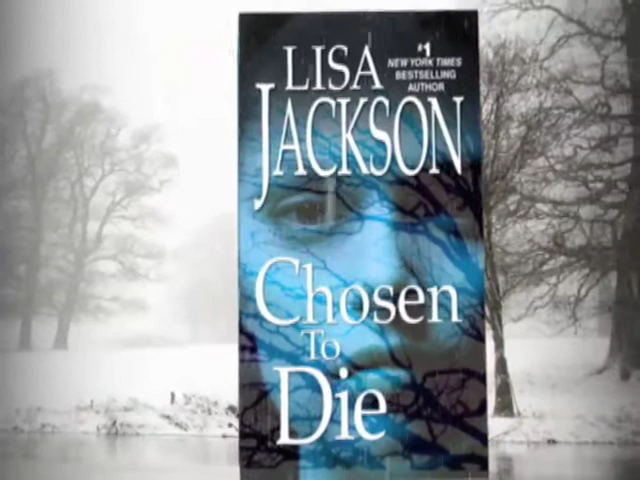 LISA
#1
NEW YORK TIMES
BESTSELLING
AUTHOR
JACKSON
Chosen
To
Die